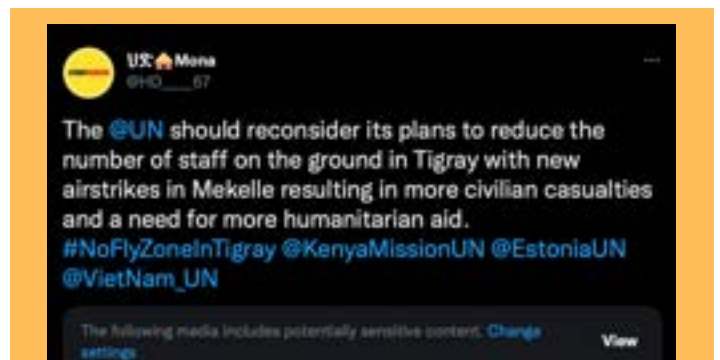 Mona
@HD____67
The @UN should reconsider its plans to reduce the
number of staff on the ground in Tigray with new
airstrikes in Mekelle resulting in more civilian casualties
and a need for more humanitarian aid.
#NoFlyZoneInTigray @KenyaMissionUN @EstoniaUN
@VietNam_UN
The following media includes potentially sensitive content. Change
settings
View